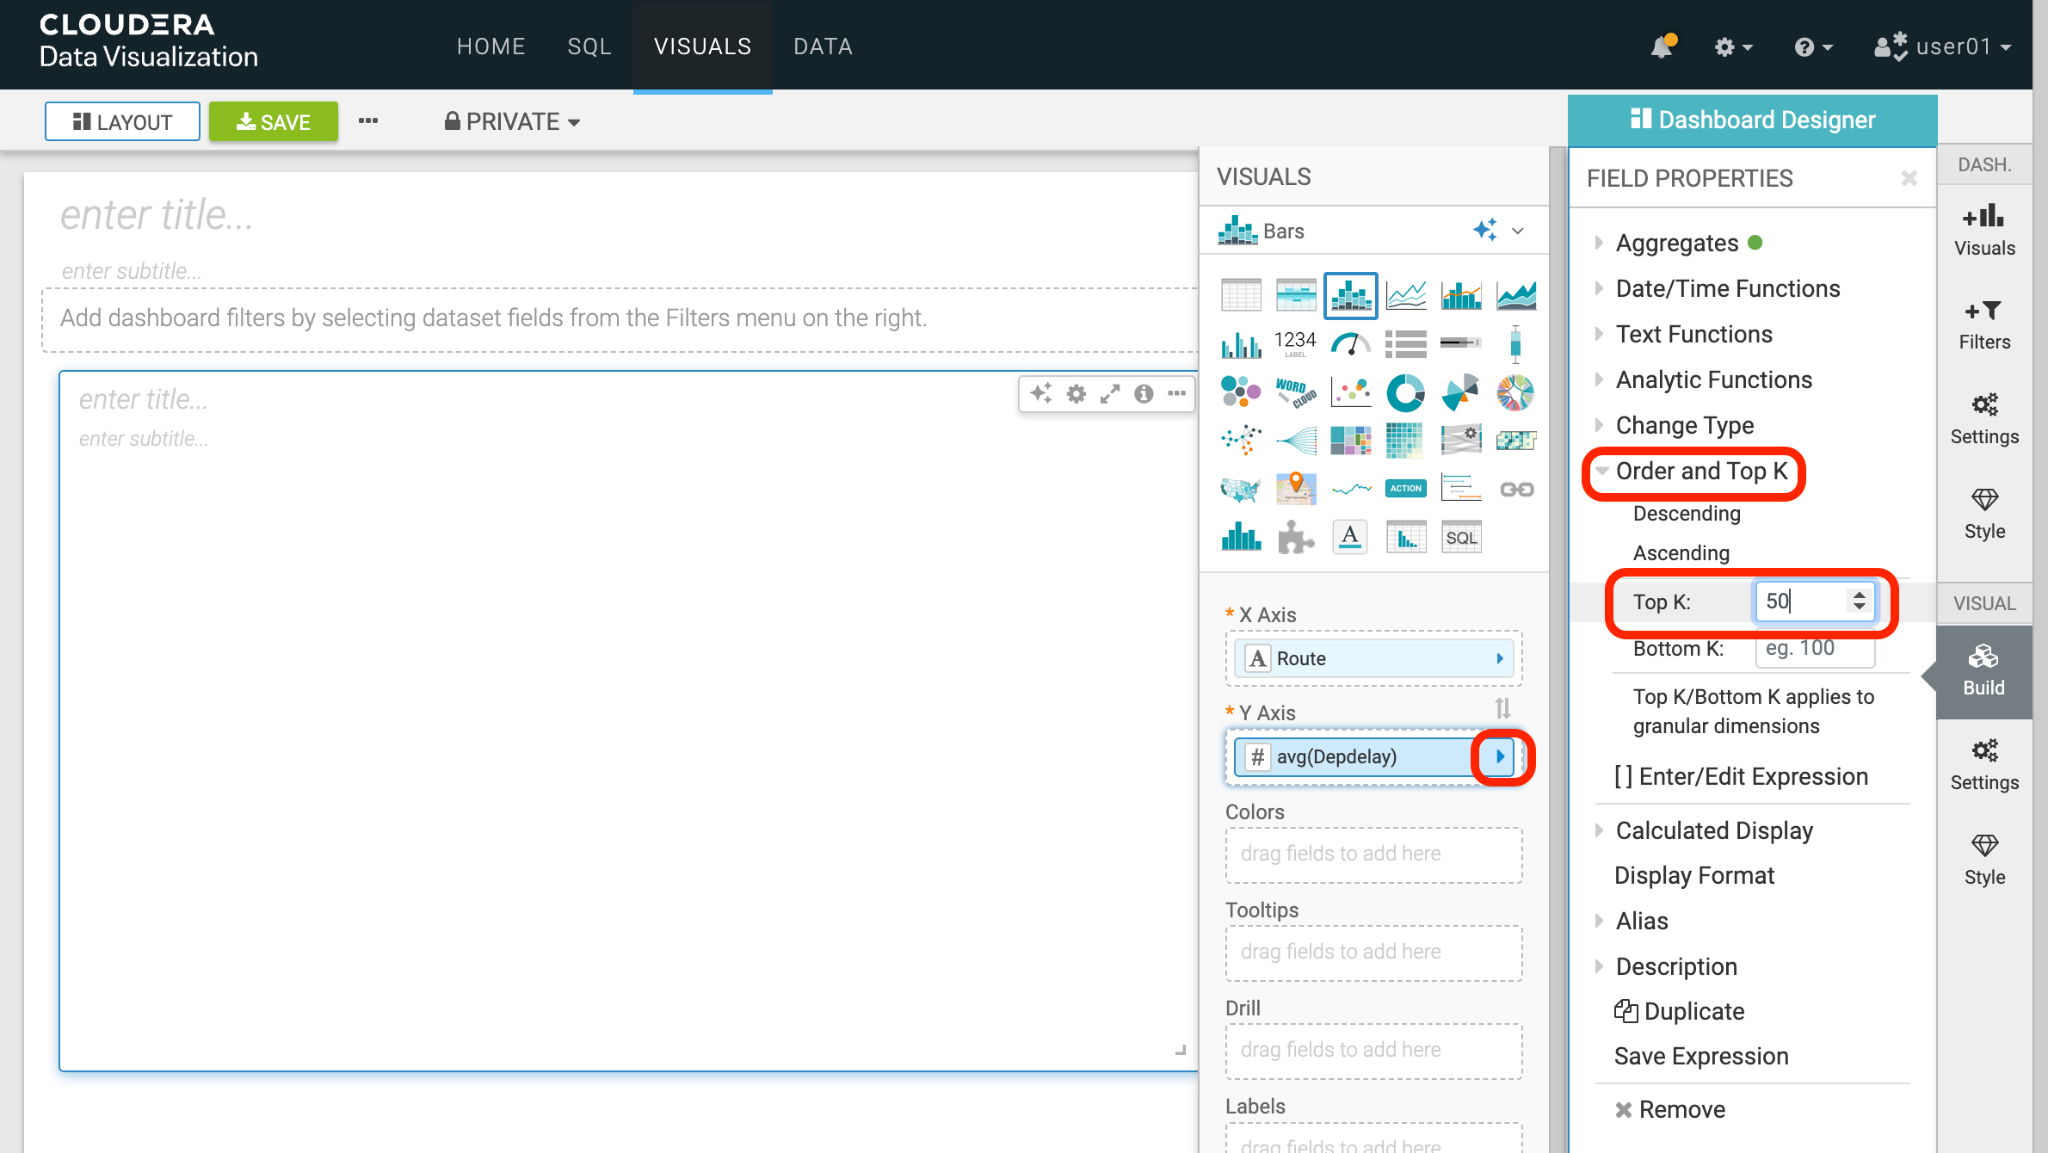 CLOUDERA
Data Visualization
HOME
SQL
VISUALS
DATA
user01
LAYOUT
SAVE
PRIVATE
Dashboard Designer
enter title...
enter subtitle...
Add dashboard filters by selecting dataset fields from the Filters menu on the right.
enter title...
enter subtitle...
VISUALS
Bars
1234
LABEL
WORD
CLOUD
ACTION
A
SQL
* X Axis
A Route
* Y Axis
# avg(Depdelay)
Colors
drag fields to add here
Tooltips
drag fields to add here
Drill
drag fields to add here
Labels
drag fields to add here
FIELD PROPERTIES
Aggregates
Date/Time Functions
Text Functions
Analytic Functions
Change Type
Order and Top K
Descending
Ascending
Top K: 50
Bottom K: eg. 100
Top K/Bottom K applies to
granular dimensions
[ ] Enter/Edit Expression
Calculated Display
Display Format
Alias
Description
Duplicate
Save Expression
Remove
DASH.
Visuals
Filters
Settings
Style
VISUAL
Build
Settings
Style